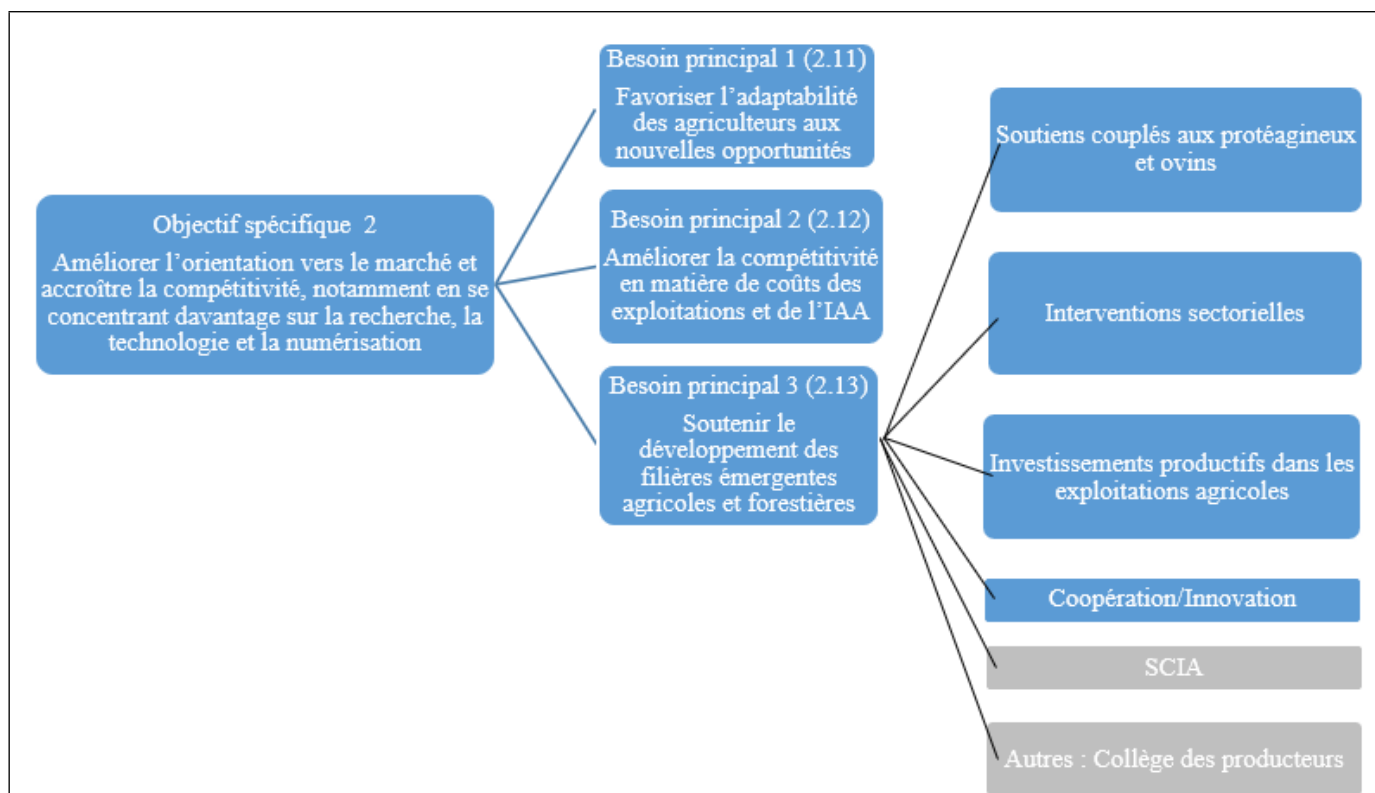 Objectif spécifique 2
Améliorer l’orientation vers le marché et
accroître la compétitivité, notamment en se
concentrant davantage sur la recherche, la
technologie et la numérisation
Besoin principal 1 (2.11)
Favoriser l’adaptabilité
des agriculteurs aux
nouvelles opportunités
Besoin principal 2 (2.12)
Améliorer la compétitivité
en matière de coûts des
exploitations et de l’IAA
Besoin principal 3 (2.13)
Soutenir le
développement des
filières émergentes
agricoles et forestières
Soutiens couplés aux protéagineux
et ovins
Interventions sectorielles
Investissements productifs dans les
exploitations agricoles
Coopération/Innovation
SCIA
Autres : Collège des producteurs